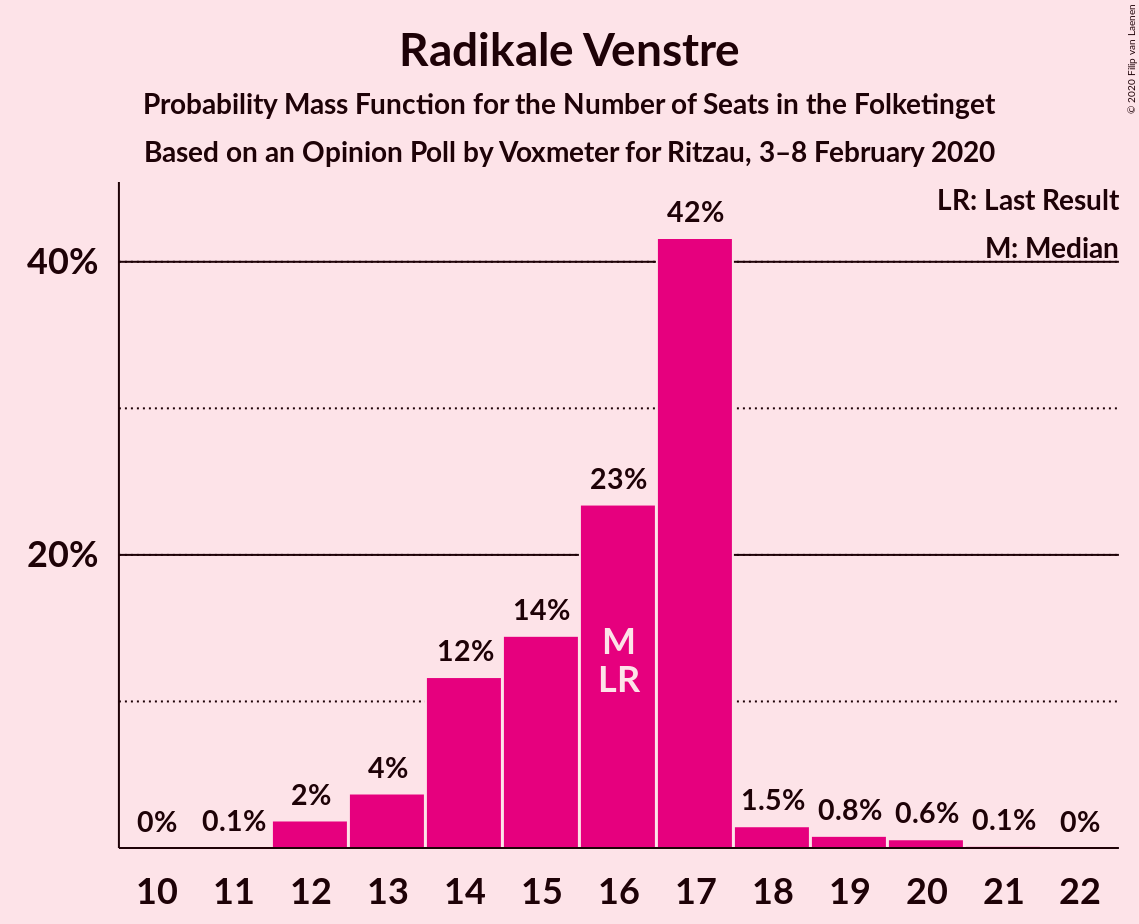 Radikale Venstre
Probability Mass Function for the Number of Seats in the Folketinget
Based on an Opinion Poll by Voxmeter for Ritzau, 3–8 February 2020
© 2020 Filip van Laenen
LR: Last Result
M: Median
40%
20%
0%
0.1%
2%
4%
12%
14%
23%
42%
1.5%
0.8%
0.6%
0.1%
0%
M
LR
10 11 12 13 14 15 16 17 18 19 20 21 22